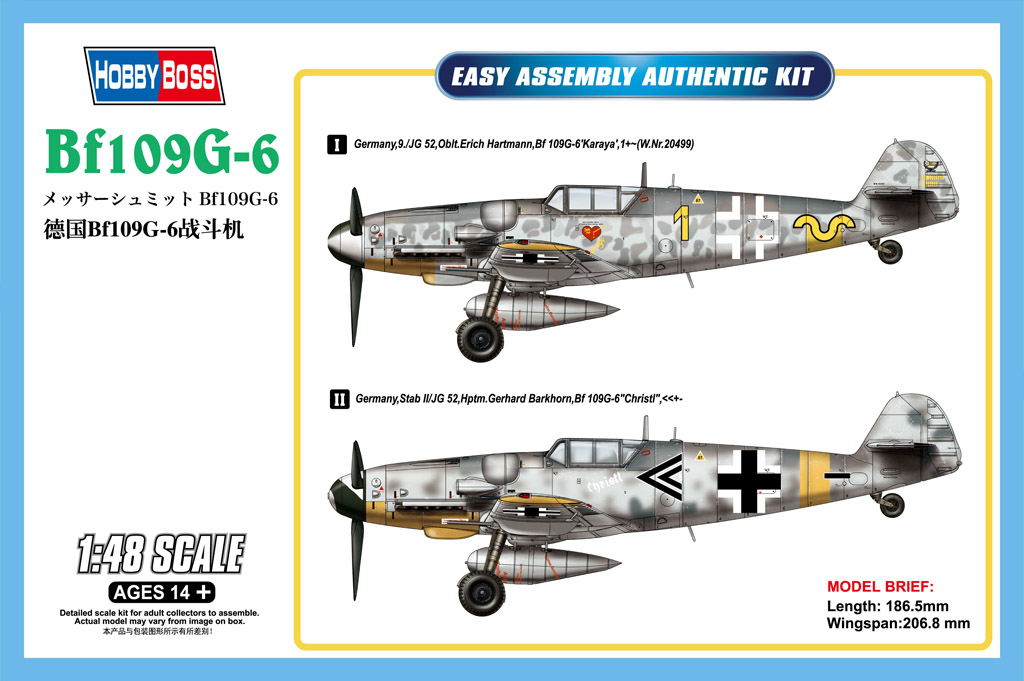 HOBBY BOSS
EASY ASSEMBLY AUTHENTIC KIT
Bf109G-6
メッサーシュミット Bf109G-6
德国Bf109G-6战斗机
I Germany,9./JG 52,Oblt.Erich Hartmann,Bf 109G-6'Karaya',1+~(W.Nr.20499)
1
II Germany,Stab II/JG 52,Hptm.Gerhard Barkhorn,Bf 109G-6"Christl",<<+-
Christl
1:48 SCALE
AGES 14 +
Detailed scale kit for adult collectors to assemble.
Actual model may vary from image on box.
本产品与包装图形所示有所差别!
MODEL BRIEF:
Length: 186.5mm
Wingspan:206.8 mm